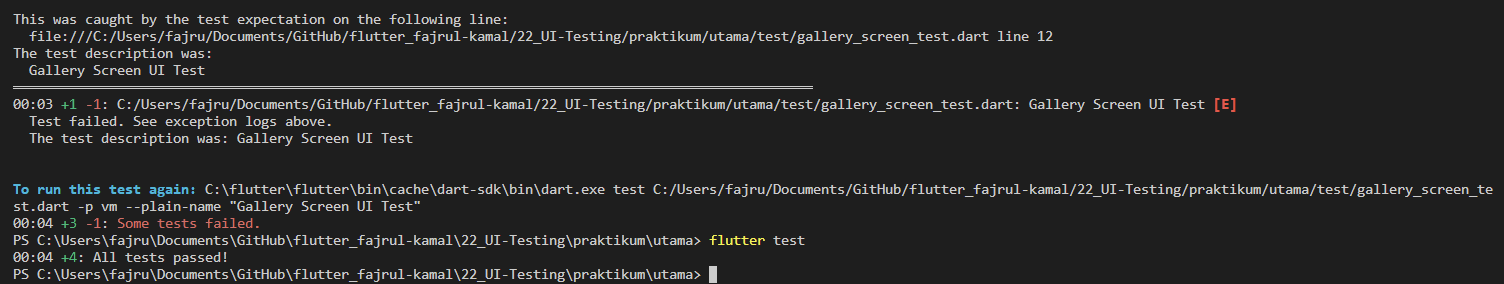 This was caught by the test expectation on the following line:
  file:///C:/Users/fajru/Documents/GitHub/flutter_fajrul-kamal/22_UI-Testing/praktikum/utama/test/gallery_screen_test.dart line 12
The test description was:
  Gallery Screen UI Test
00:03 +1 -1: C:/Users/fajru/Documents/GitHub/flutter_fajrul-kamal/22_UI-Testing/praktikum/utama/test/gallery_screen_test.dart: Gallery Screen UI Test [E]
  Test failed. See exception logs above.
  The test description was: Gallery Screen UI Test
To run this test again: C:\flutter\flutter\bin\cache\dart-sdk\bin\dart.exe test C:/Users/fajru/Documents/GitHub/flutter_fajrul-kamal/22_UI-Testing/praktikum/utama/test/gallery_screen_te
st.dart -p vm --plain-name "Gallery Screen UI Test"
00:04 +3 -1: Some tests failed.
PS C:\Users\fajru\Documents\GitHub\flutter_fajrul-kamal\22_UI-Testing\praktikum\utama> flutter test
00:04 +4: All tests passed!
PS C:\Users\fajru\Documents\GitHub\flutter_fajrul-kamal\22_UI-Testing\praktikum\utama>